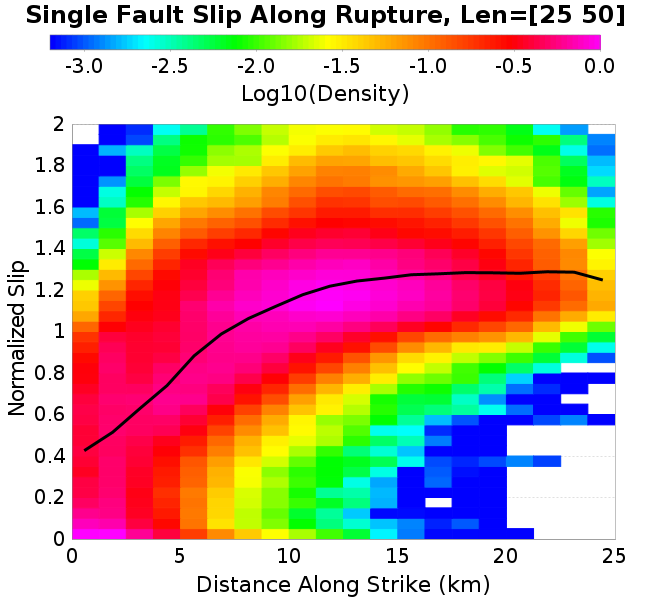 Single Fault Slip Along Rupture, Len=[25 50]
-3.0 -2.5 -2.0 -1.5 -1.0 -0.5 0.0
Log10(Density)
2
1.8
1.6
1.4
1.2
1
0.8
0.6
0.4
0.2
0
Normalized Slip
0 5 10 15 20 25
Distance Along Strike (km)